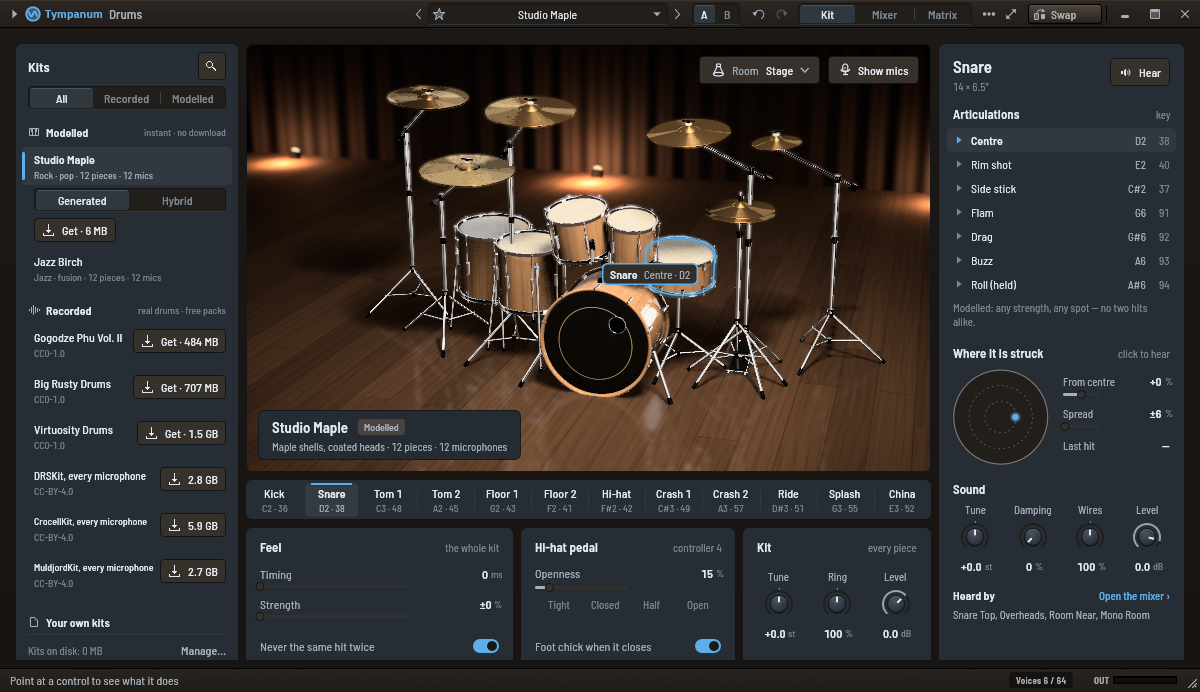 Tympanum Drums
Studio Maple
A B
Kit Mixer Matrix
Swap
Kits
All Recorded Modelled
Modelled instant · no download
Studio Maple
Rock · pop · 12 pieces · 12 mics
Generated Hybrid
Get · 6 MB
Jazz Birch
Jazz · fusion · 12 pieces · 12 mics
Recorded real drums · free packs
Gogodze Phu Vol. II
CC0-1.0
Get · 484 MB
Big Rusty Drums
CC0-1.0
Get · 707 MB
Virtuosity Drums
CC0-1.0
Get · 1.5 GB
DRSKit, every microphone
CC-BY-4.0
2.8 GB
CrocellKit, every microphone
CC-BY-4.0
5.9 GB
MuldjordKit, every microphone
CC-BY-4.0
2.7 GB
Your own kits
Kits on disk: 0 MB Manage...
Room Stage
Show mics
Snare Centre · D2
Studio Maple Modelled
Maple shells, coated heads · 12 pieces · 12 microphones
Kick Snare Tom 1 Tom 2 Floor 1 Floor 2 Hi-hat Crash 1 Crash 2 Ride Splash China
C2 · 36 D2 · 38 C3 · 48 A2 · 45 G2 · 43 F2 · 41 F#2 · 42 C#3 · 49 A3 · 57 D#3 · 51 G3 · 55 E3 · 52
Feel the whole kit
Timing 0 ms
Strength ±0 %
Never the same hit twice
Hi-hat pedal controller 4
Openness 15 %
Tight Closed Half Open
Foot chick when it closes
Kit every piece
Tune Ring Level
+0.0 st 100 % 0.0 dB
Snare
14 × 6.5″
Hear
Articulations key
Centre D2 38
Rim shot E2 40
Side stick C#2 37
Flam G6 91
Drag G#6 92
Buzz A6 93
Roll (held) A#6 94
Modelled: any strength, any spot — no two hits
alike.
Where it is struck click to hear
From centre +0 %
Spread ±6 %
Last hit –
Sound
Tune Damping Wires Level
+0.0 st 0 % 100 % 0.0 dB
Heard by Open the mixer ›
Snare Top, Overheads, Room Near, Mono Room
Point at a control to see what it does
Voices 6 / 64
OUT